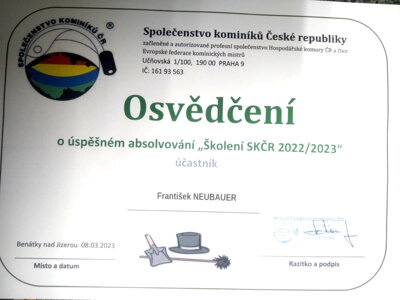 SPOLEČENSTVO KOMINÍKŮ ČR
®
Společenstvo kominíků České republiky
začleněné a autorizované profesní společenstvo Hospodářské komory ČR a člen
Evropské federace kominických mistrů
Učňovská 1/100, 190 00 PRAHA 9
IČ: 161 93 563
Osvědčení
o úspěšném absolvování „Školení SKČR 2022/2023“
účastník
František NEUBAUER
Benátky nad Jizerou 08.03.2023
Místo a datum
Razítko a podpis